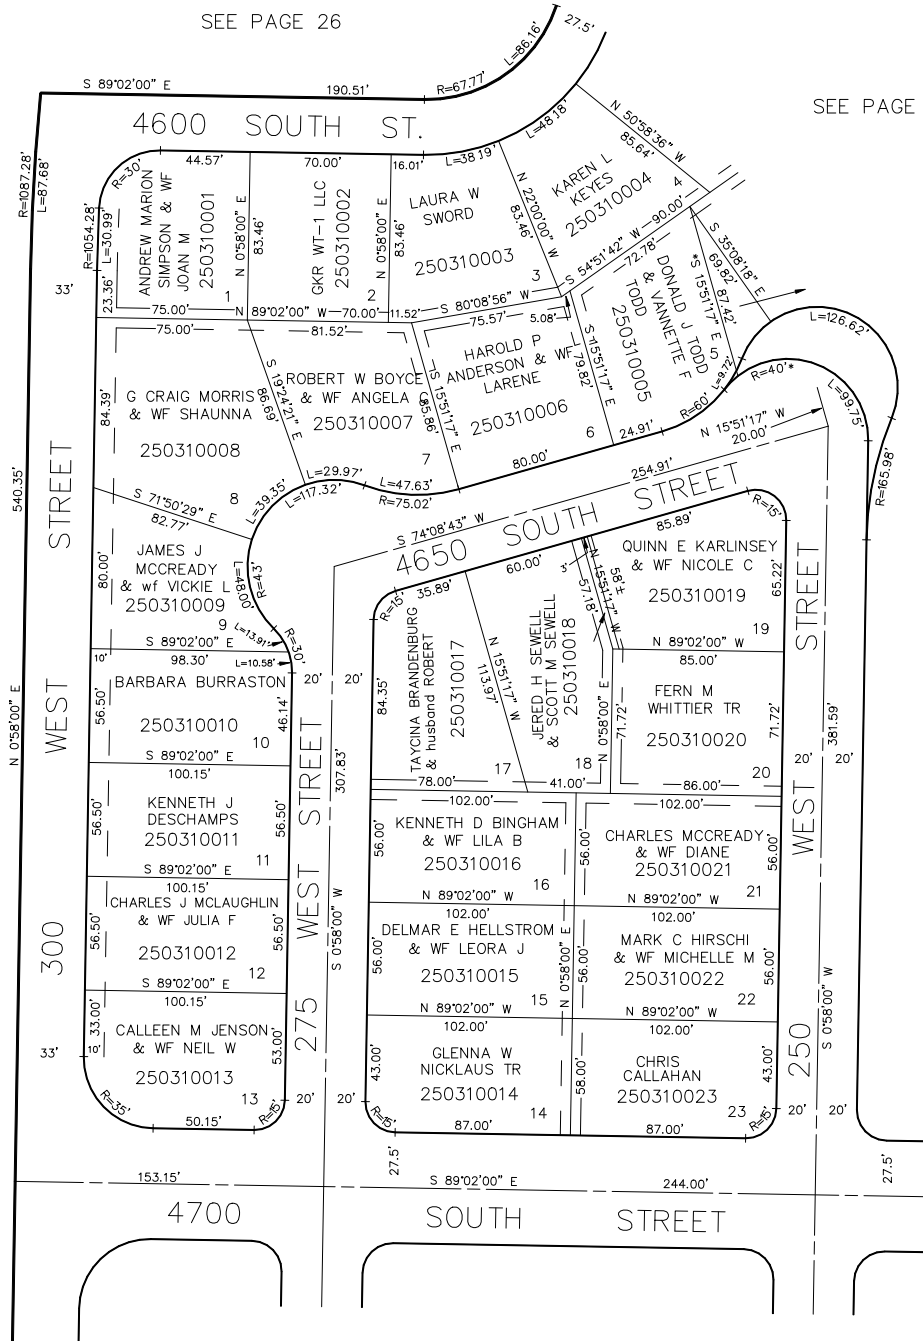 SEE PAGE 26
SEE PAGE
27.5'
L=86.16'
R=67.77'
S 89°02'00" E
190.51'
4600 SOUTH ST.
R=1087.28'
L=87.68'
R=30'
44.57'
70.00'
16.01'
L=38.19'
L=48.18'
N 50°58'36" W
85.64'
R=1054.28'
L=30.99'
33'
23.36'
ANDREW MARION
SIMPSON & WF
JOAN M
250310001
1
N 0°58'00" E
83.46'
GKR WT-1 LLC
250310002
2
N 0°58'00" E
83.46'
LAURA W
SWORD
250310003
3
N 22°00'00" W
83.46'
KAREN L
KEYES
250310004
4
S 54°51'42" W
90.00'
72.78'
S 35°08'18" E
69.82'
*S 15°51'17" E
87.42'
DONALD J TODD
& VANNETTE F
TODD
250310005
5
L=9.72'
L=126.62'
R=40'*
L=99.75'
R=60'
R=165.98'
75.00'
N 89°02'00" W
70.00'
11.52'
S 80°08'56" W
5.08'
75.00'
81.52'
75.57'
HAROLD P
ANDERSON & WF
LARENE
250310006
6
S 15°51'17" E
79.82'
24.91'
80.00'
N 15°51'17" W
20.00'
254.91'
84.39'
G CRAIG MORRIS
& WF SHAUNNA
250310008
8
S 19°24'21" E
86.69'
ROBERT W BOYCE
& WF ANGELA
250310007
7
S 15°51'17" E
85.86'
L=29.97'
L=117.32'
L=39.35'
L=47.63'
R=75.02'
S 74°08'43" W
4650 SOUTH STREET
540.35'
300 WEST STREET
N 0°58'00" E
S 71°50'29" E
82.77'
80.00'
JAMES J
MCCREADY
& wf VICKIE L
250310009
9
L=48.00'
R=43'
L=13.91'
R=30'
S 89°02'00" E
98.30'
L=10.58'
10'
56.50'
BARBARA BURRASTON
250310010
10
46.14'
20'
20'
S 89°02'00" E
100.15'
56.50'
KENNETH J
DESCHAMPS
250310011
11
56.50'
S 89°02'00" E
100.15'
CHARLES J MCLAUGHLIN
& WF JULIA F
250310012
12
56.50'
56.50'
S 89°02'00" E
100.15'
33.00'
CALLEEN M JENSON
& WF NEIL W
250310013
13
53.00'
33'
10'
R=35'
50.15'
R=15'
20'
20'
275 WEST STREET
307.83'
S 0°58'00" W
R=15'
35.89'
60.00'
85.89'
R=15'
84.35'
TAYCINA BRANDENBURG
& husband ROBERT
250310017
17
78.00'
N 15°51'17" W
113.97'
JERED H SEWELL
& SCOTT M SEWELL
250310018
18
41.00'
3'
57.18'
N 15°51'17" W
58'±
N 0°58'00" E
71.72'
QUINN E KARLINSEY
& WF NICOLE C
250310019
19
65.22'
N 89°02'00" W
85.00'
FERN M
WHITTIER TR
250310020
20
71.72'
86.00'
20'
20'
250 WEST STREET
381.59'
S 0°58'00" W
102.00'
56.00'
KENNETH D BINGHAM
& WF LILA B
250310016
16
N 89°02'00" W
102.00'
56.00'
CHARLES MCCREADY
& WF DIANE
250310021
21
56.00'
N 89°02'00" W
102.00'
56.00'
DELMAR E HELLSTROM
& WF LEORA J
250310015
15
N 89°02'00" W
N 0°58'00" E
102.00'
56.00'
MARK C HIRSCHI
& WF MICHELLE M
250310022
22
56.00'
N 89°02'00" W
102.00'
43.00'
GLENNA W
NICKLAUS TR
250310014
14
R=15'
87.00'
102.00'
58.00'
CHRIS
CALLAHAN
250310023
23
43.00'
R=15'
87.00'
20'
20'
27.5'
27.5'
153.15'
S 89°02'00" E
244.00'
4700 SOUTH STREET